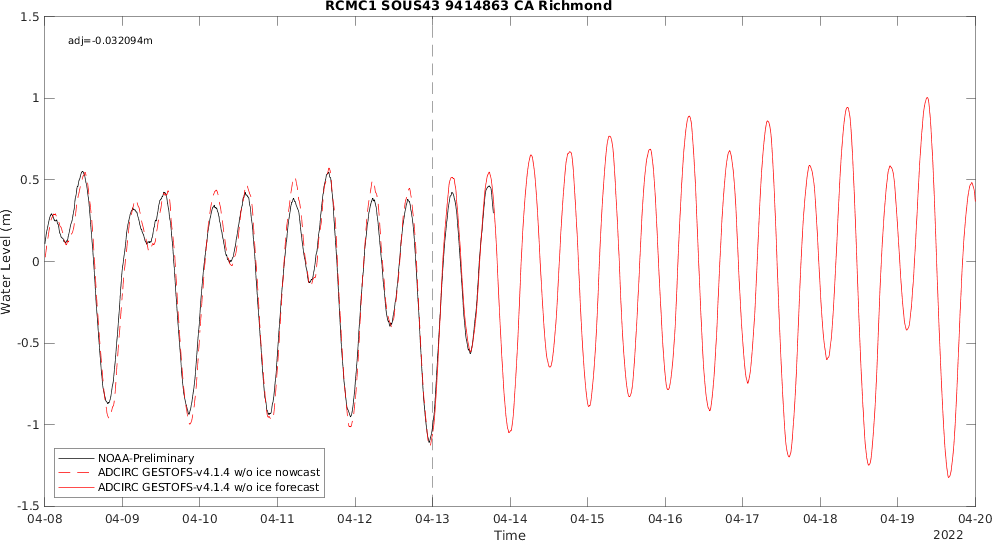 RCMC1 SOUS43 9414863 CA Richmond
adj=-0.032094m
1.5
1
0.5
0
-0.5
-1
-1.5
Water Level (m)
NOAA-Preliminary
ADCIRC GESTOFS-v4.1.4 w/o ice nowcast
ADCIRC GESTOFS-v4.1.4 w/o ice forecast
04-08 04-09 04-10 04-11 04-12 04-13 04-14 04-15 04-16 04-17 04-18 04-19 04-20
Time
2022